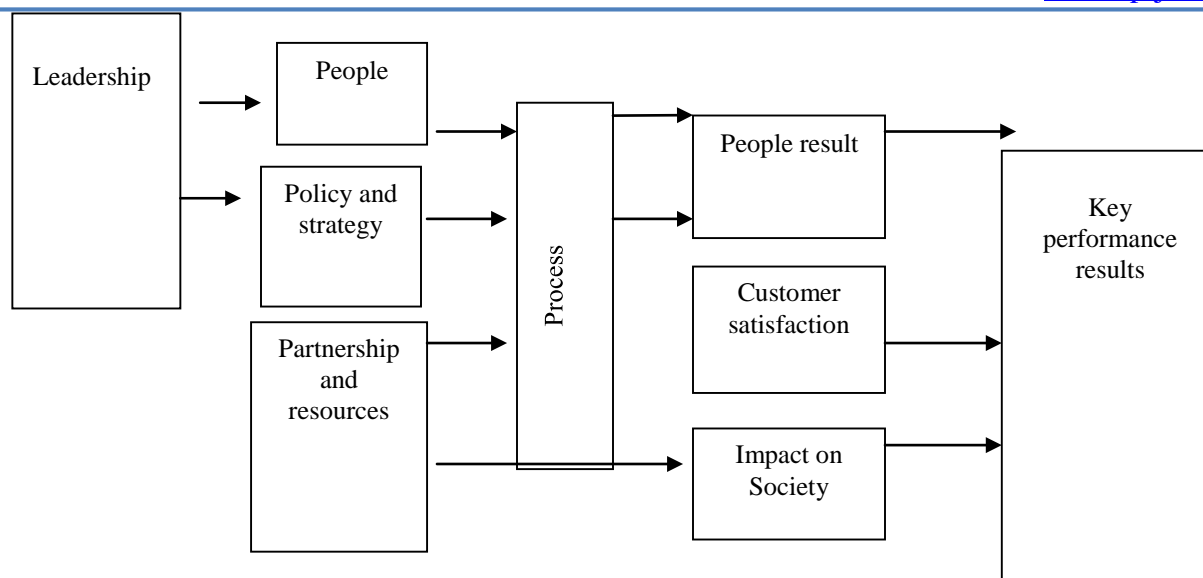 Leadership
People
Policy and
strategy
Partnership
and
resources
Process
People result
Customer
satisfaction
Impact on
Society
Key
performance
results